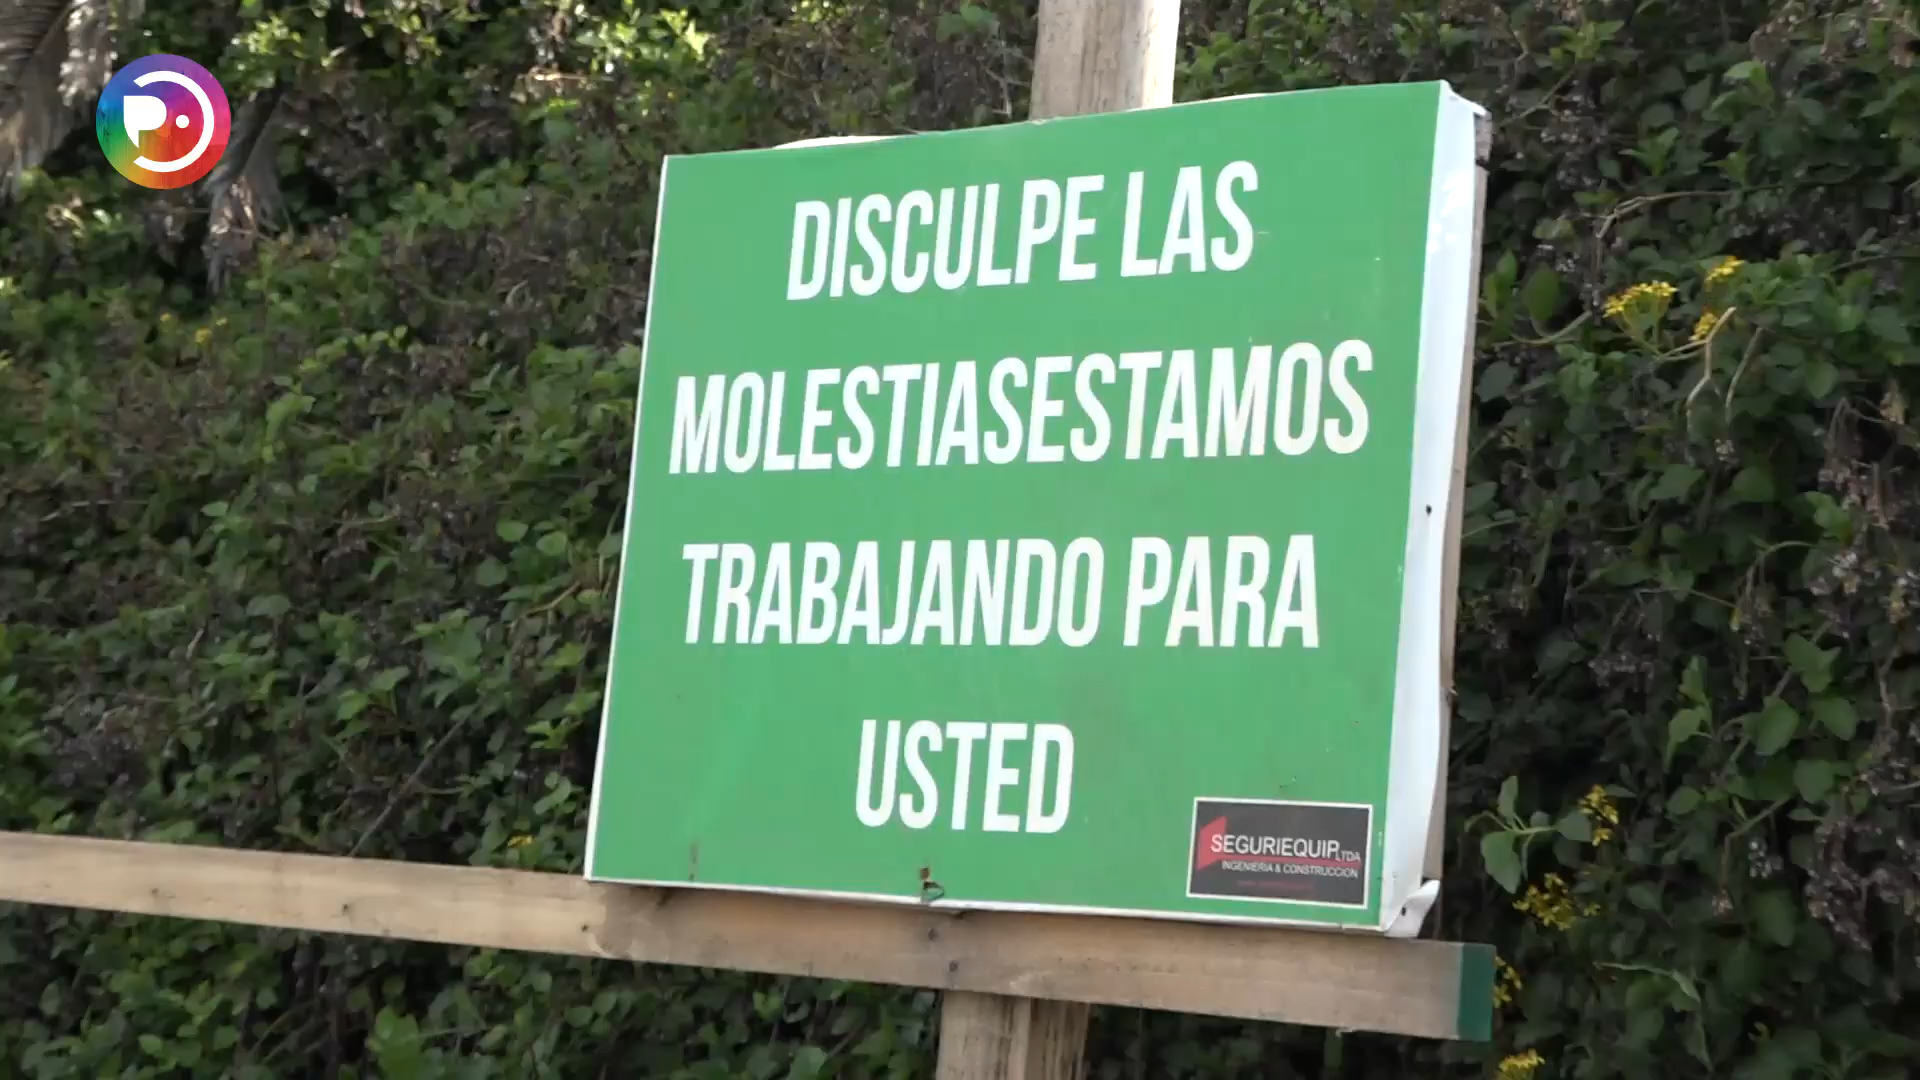 DISCULPE LAS
MOLESTIASESTAMOS
TRABAJANDO PARA
USTED
SEGURIEQUIP LTDA
INGENIERIA & CONSTRUCCION